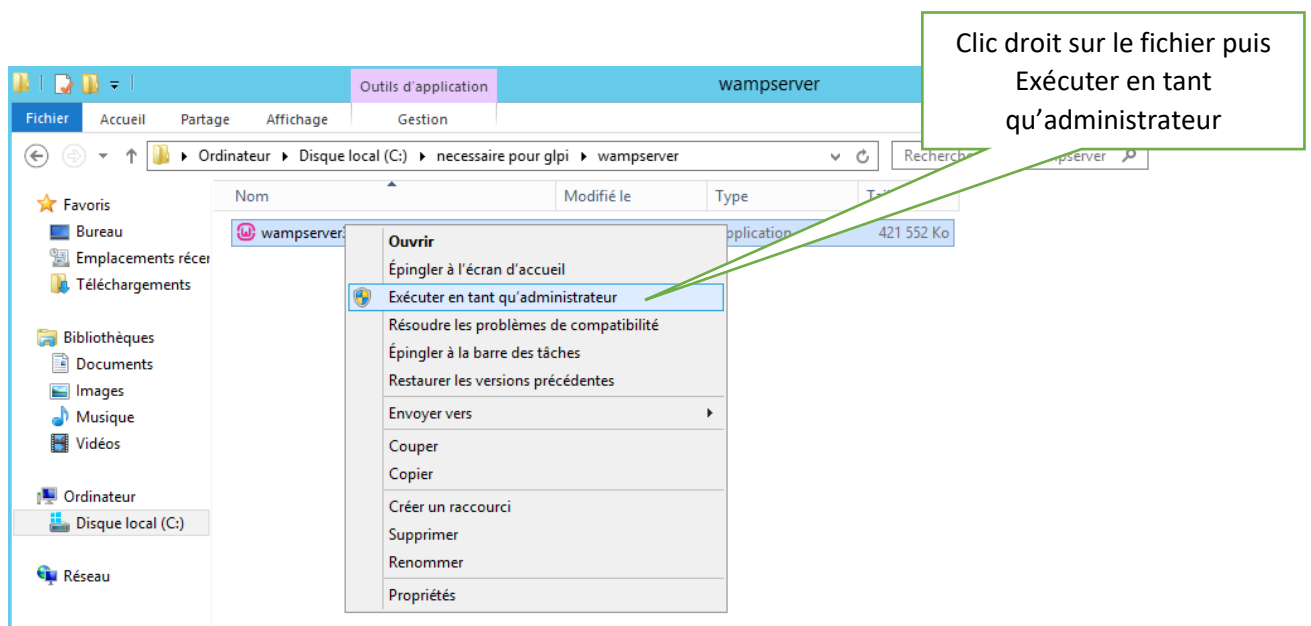 Clic droit sur le fichier puis
Exécuter en tant
qu’administrateur
Outils d'application
wampserver
Fichier Accueil Partage Affichage Gestion
Ordinateur Disque local (C:) necessaire pour glpi wampserver
Nom Modifié le Type
Favoris
Bureau
Emplacements récer
Téléchargements
Bibliothèques
Documents
Images
Musique
Vidéos
Ordinateur
Disque local (C:)
Réseau
wampserver 421 552 Ko
Ouvrir
Épingler à l'écran d'accueil
Exécuter en tant qu'administrateur
Résoudre les problèmes de compatibilité
Épingler à la barre des tâches
Restaurer les versions précédentes
Envoyer vers
Couper
Copier
Créer un raccourci
Supprimer
Renommer
Propriétés